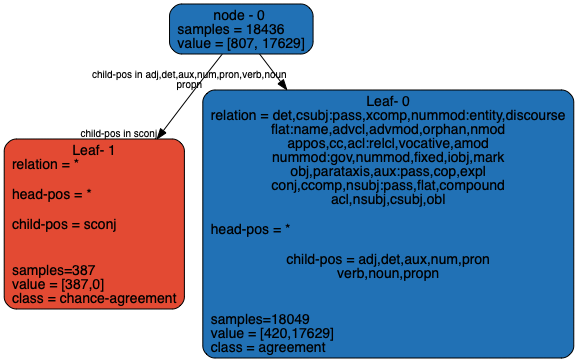 node - 0
samples = 18436
value = [807, 17629]
child-pos in adj,det,aux,num,pron,verb,noun
propn
child-pos in sconj
Leaf- 1
relation = *
head-pos = *
child-pos = sconj
samples=387
value = [387,0]
class = chance-agreement
Leaf- 0
relation = det,csubj:pass,xcomp,nummod:entity,discourse
flat:name,advcl,advmod,orphan,nmod
appos,cc,acl:relcl,vocative,amod
nummod:gov,nummod,fixed,iobj,mark
obj,parataxis,aux:pass,cop,expl
conj,ccomp,nsubj:pass,flat,compound
acl,nsubj,csubj,obl
head-pos = *
child-pos = adj,det,aux,num,pron
verb,noun,propn
samples=18049
value = [420,17629]
class = agreement